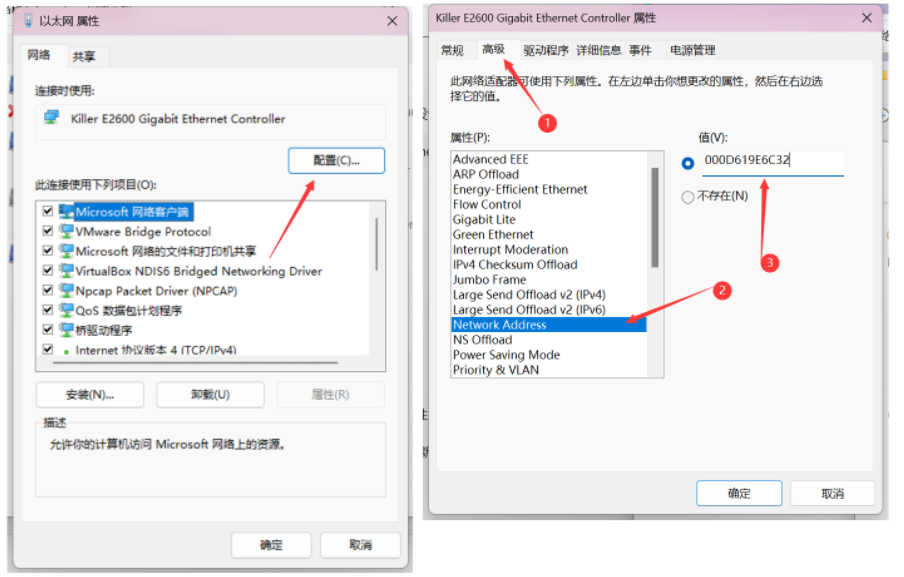 以太网 属性
网络
共享
连接时使用:
Killer E2600 Gigabit Ethernet Controller
配置(C)...
此连接使用下列项目(O):
Microsoft 网络客户端
VMware Bridge Protocol
Microsoft 网络的文件和打印机共享
VirtualBox NDIS6 Bridged Networking Driver
Npcap Packet Driver (NPCAP)
QoS 数据包计划程序
桥驱动程序
Internet 协议版本 4 (TCP/IPv4)
安装(N)...
卸载(U)
属性(R)
描述
允许你的计算机访问 Microsoft 网络上的资源。
确定
取消
Killer E2600 Gigabit Ethernet Controller 属性
常规
高级
驱动程序
详细信息
事件
电源管理
此网络适配器可使用下列属性。在左边单击你想更改的属性，然后在右边选
择它的值。
1
属性(P):
值(V):
Advanced EEE
ARP Offload
Energy-Efficient Ethernet
Flow Control
Gigabit Lite
Green Ethernet
Interrupt Moderation
IPv4 Checksum Offload
Jumbo Frame
Large Send Offload v2 (IPv4)
Large Send Offload v2 (IPv6)
Network Address
NS Offload
Power Saving Mode
Priority & VLAN
000D619E6C32
不存在(N)
3
2
确定
取消